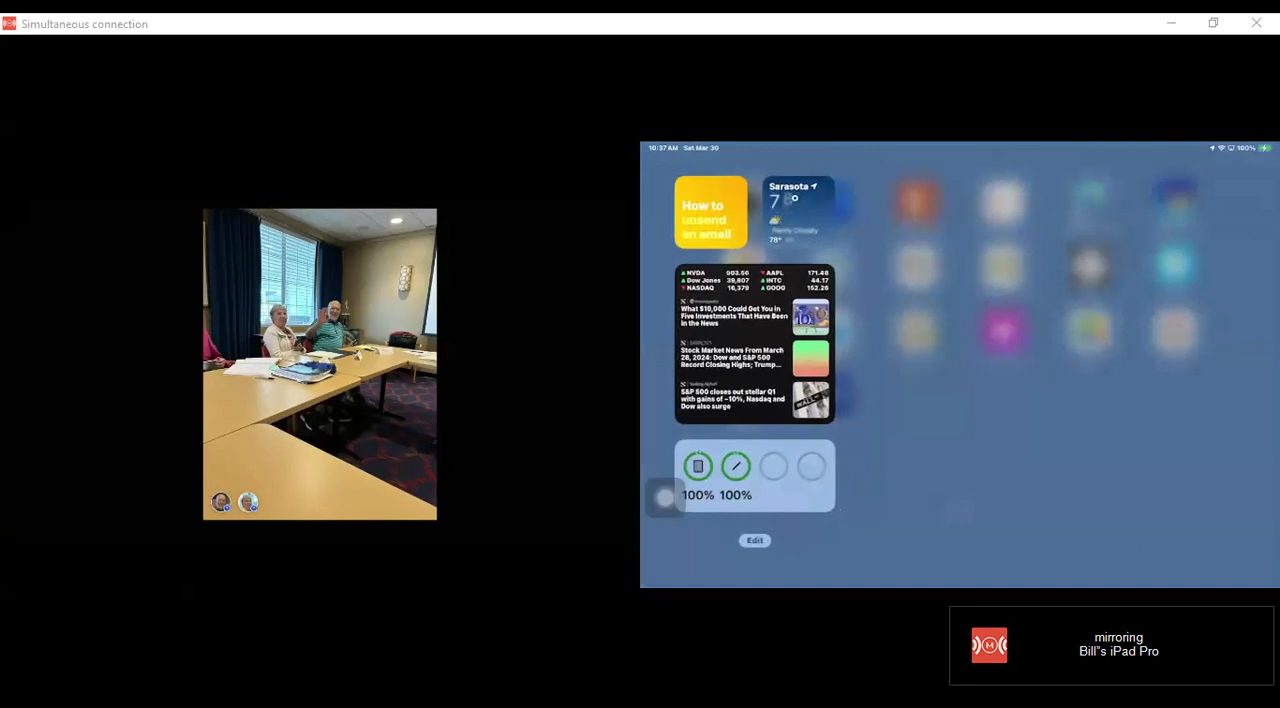 Simultaneous connection
10:37AM Sat Mar 30
100%
How to
unsend
an email
Sarasota
78°
NVDA 903.56
AAPL 171.48
Dow Jones 39,807
INTC 44.17
NASDAQ 16,379
GOOG 152.26
What $10,000 Could Get You in
Five Investments That Have Been
in the News
Stock Market News From March
28, 2024: Dow and S&P 500
Record Closing Highs; Trump...
Seeking Alpha
S&P 500 closes out stellar Q1
with gains of ~10%, Nasdaq and
Dow also surge
WALL
100% 100%
Edit
M
mirroring
Bill"s iPad Pro